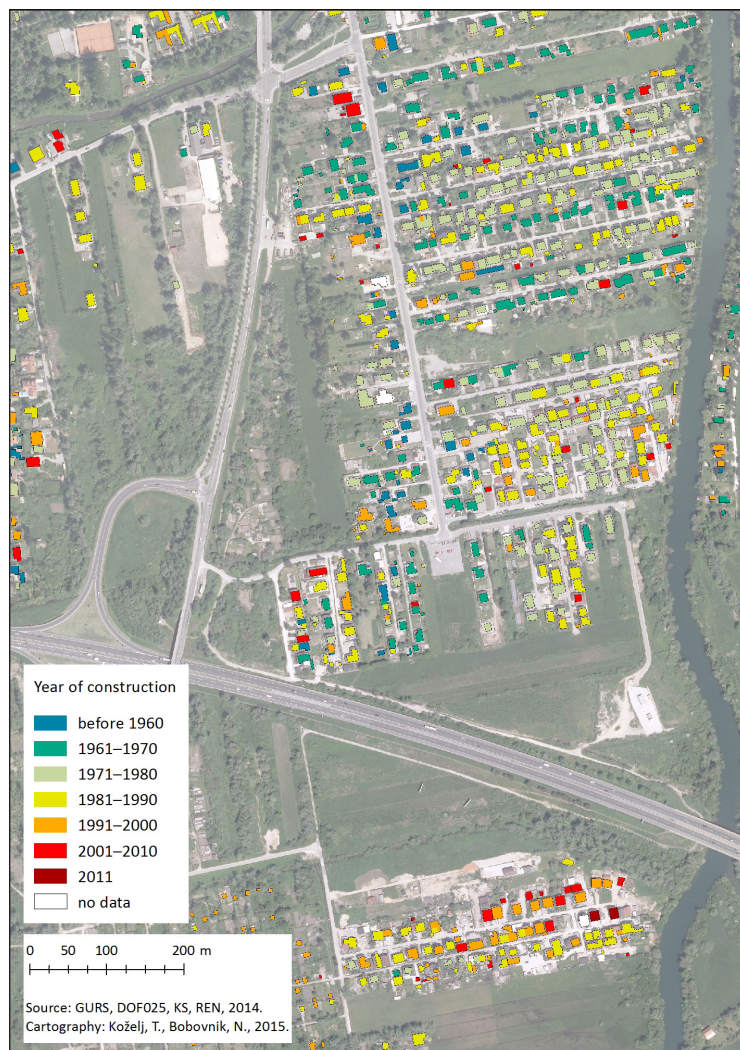 Year of construction
before 1960
1961–1970
1971–1980
1981–1990
1991–2000
2001–2010
2011
no data
0 50 100 200 m
Source: GURS, DOF025, KS, REN, 2014.
Cartography: Koželj, T., Bobovnik, N., 2015.